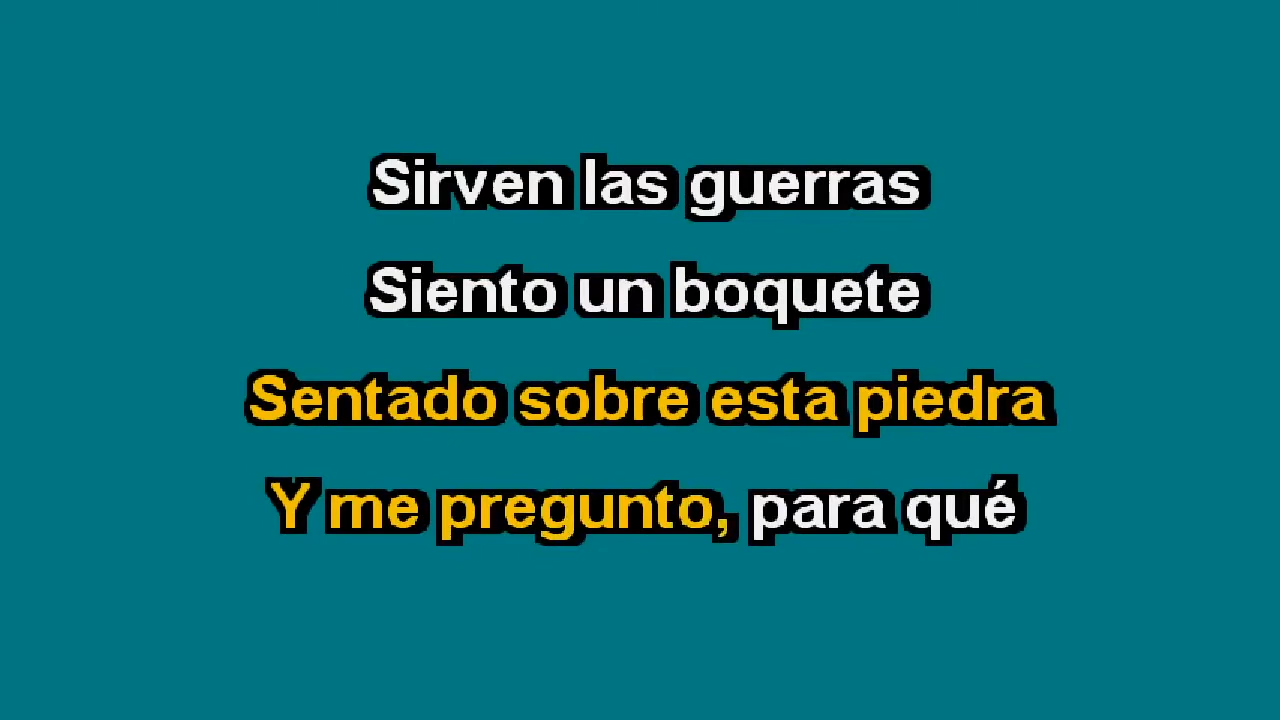 Sirven las guerras
Siento un boquete
Sentado sobre esta piedra
Y me pregunto, para qué